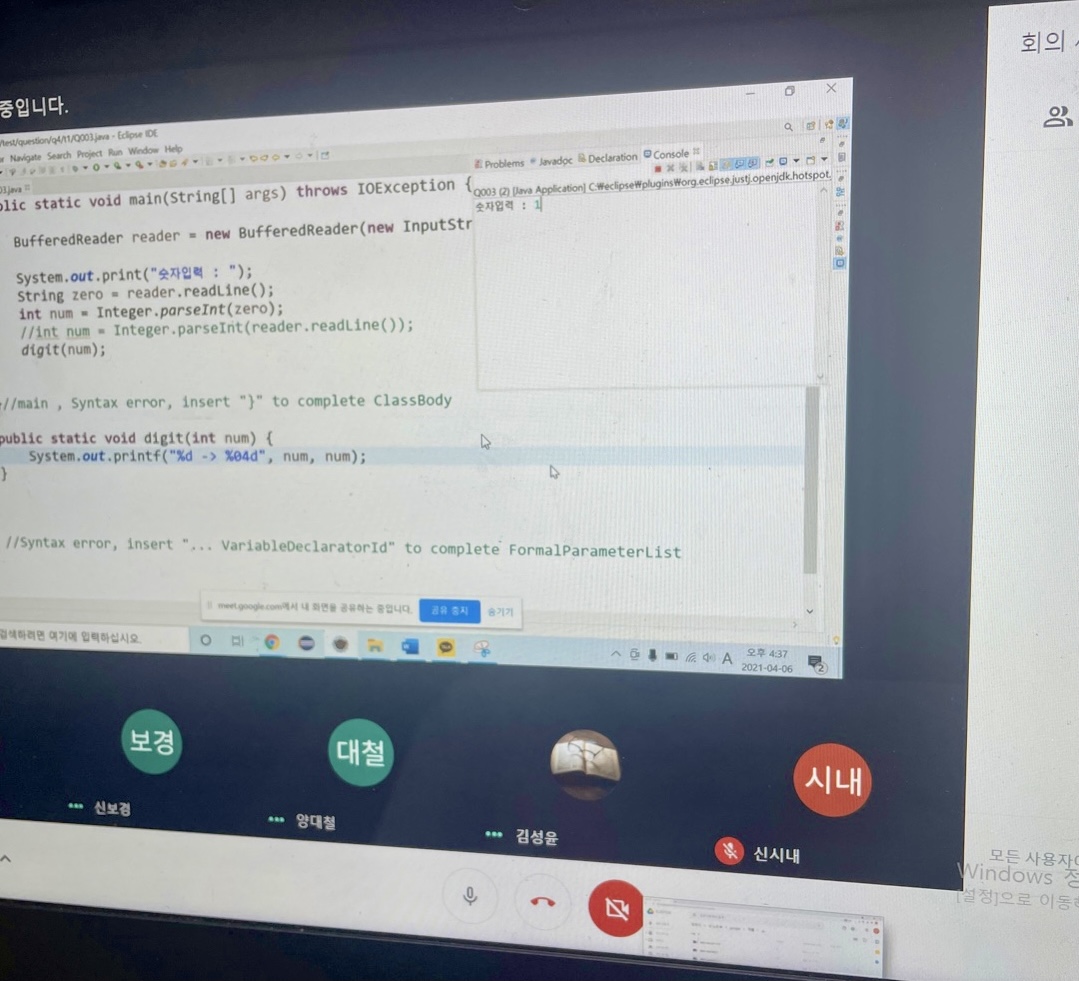 회의
중입니다.
/test/question/q4/t1/Q003.java - Eclipse IDE
Navigate Search Project Run Window Help
Problems Javadoc Declaration Console
Q003 (2) [Java Application] C:₩eclipse₩plugins₩org.eclipse.justj.openjdk.hotspot.
숫자입력 : 1
blic static void main(String[] args) throws IOException {
BufferedReader reader = new BufferedReader(new InputStr
System.out.print("숫자입력 : ");
String zero = reader.readLine();
int num = Integer.parseInt(zero);
//int num = Integer.parseInt(reader.readLine());
digit(num);
//main , Syntax error, insert "}" to complete ClassBody
public static void digit(int num) {
System.out.printf("%d -> %04d", num, num);
}
//Syntax error, insert "... VariableDeclaratorId" to complete FormalParameterList
meet.google.com에서 내 화면을 공유하는 중입니다. 공유 중지 숨기기
검색하려면 여기에 입력하십시오.
A 오후 4:37
2021-04-06
2
보경 대철 시내
신보경 양대철 김성윤 신시내
모든 사용자
Windows 정
[설정]으로 이동